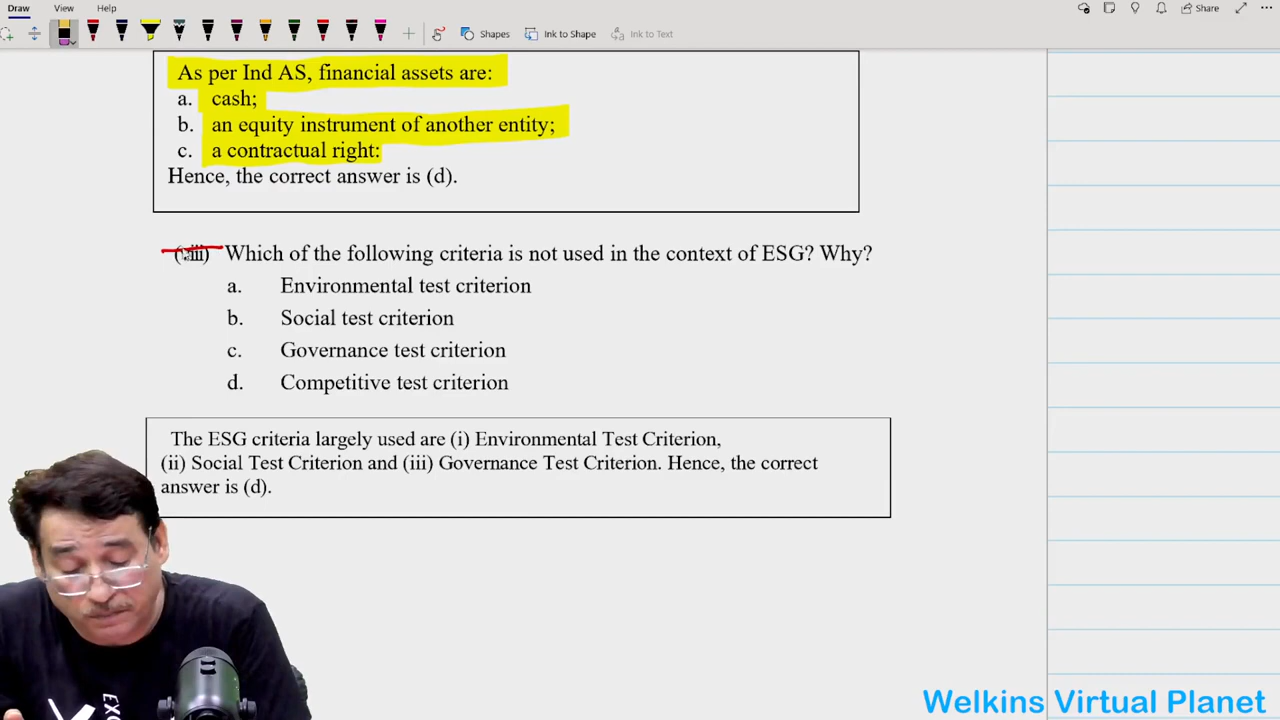 Draw View Help
Share
Shapes Ink to Shape Ink to Text
As per Ind AS, financial assets are:
a. cash;
b. an equity instrument of another entity;
c. a contractual right:
Hence, the correct answer is (d).
(viii) Which of the following criteria is not used in the context of ESG? Why?
a. Environmental test criterion
b. Social test criterion
c. Governance test criterion
d. Competitive test criterion
The ESG criteria largely used are (i) Environmental Test Criterion,
(ii) Social Test Criterion and (iii) Governance Test Criterion. Hence, the correct
answer is (d).
Welkins Virtual Planet